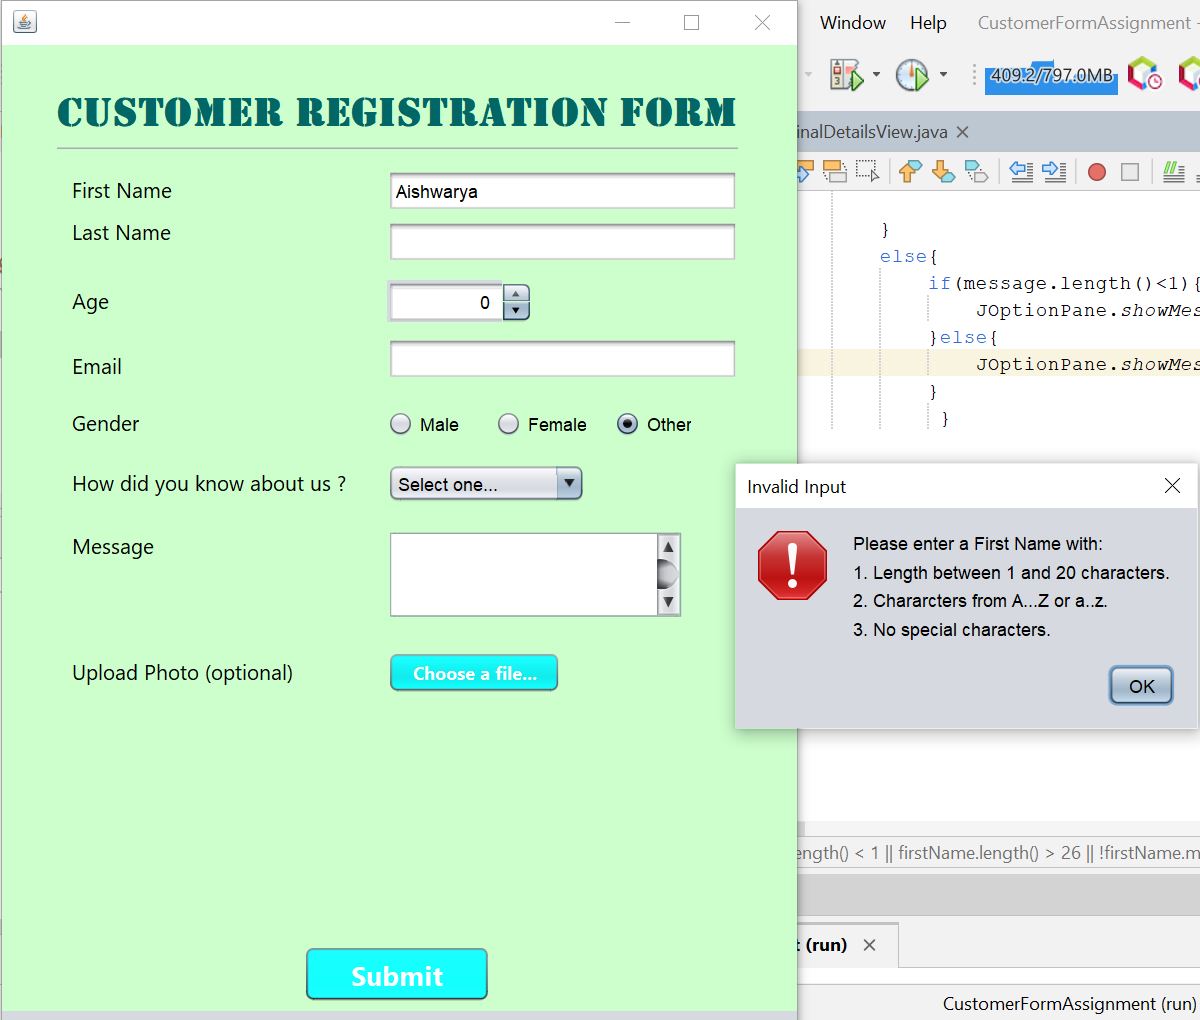 Window Help CustomerFormAssignment -
409.2/797.0MB
CUSTOMER REGISTRATION FORM
inalDetailsView.java
First Name Aishwarya
Last Name
Age 0
Email
Gender Male Female Other
How did you know about us ? Select one...
Message
Upload Photo (optional) Choose a file...
Submit
}
else{
if(message.length()<1){
JOptionPane.showMes
}else{
JOptionPane.showMes
}
}
Invalid Input
Please enter a First Name with:
1. Length between 1 and 20 characters.
2. Chararcters from A...Z or a..z.
3. No special characters.
OK
ength() < 1 || firstName.length() > 26 || !firstName.m
t (run)
CustomerFormAssignment (run)